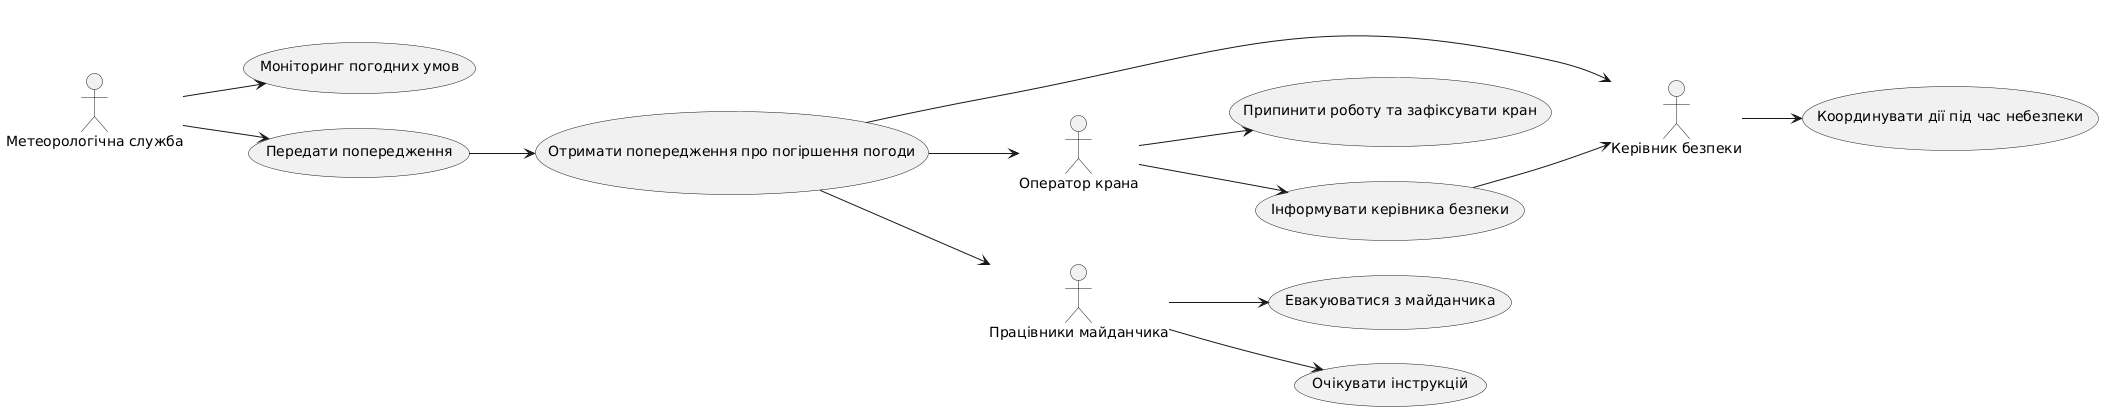 Метеорологічна служба
Моніторинг погодних умов
Передати попередження
Отримати попередження про погіршення погоди
Оператор крана
Працівники майданчика
Припинити роботу та зафіксувати кран
Інформувати керівника безпеки
Евакуюватися з майданчика
Очікувати інструкцій
Керівник безпеки
Координувати дії під час небезпеки